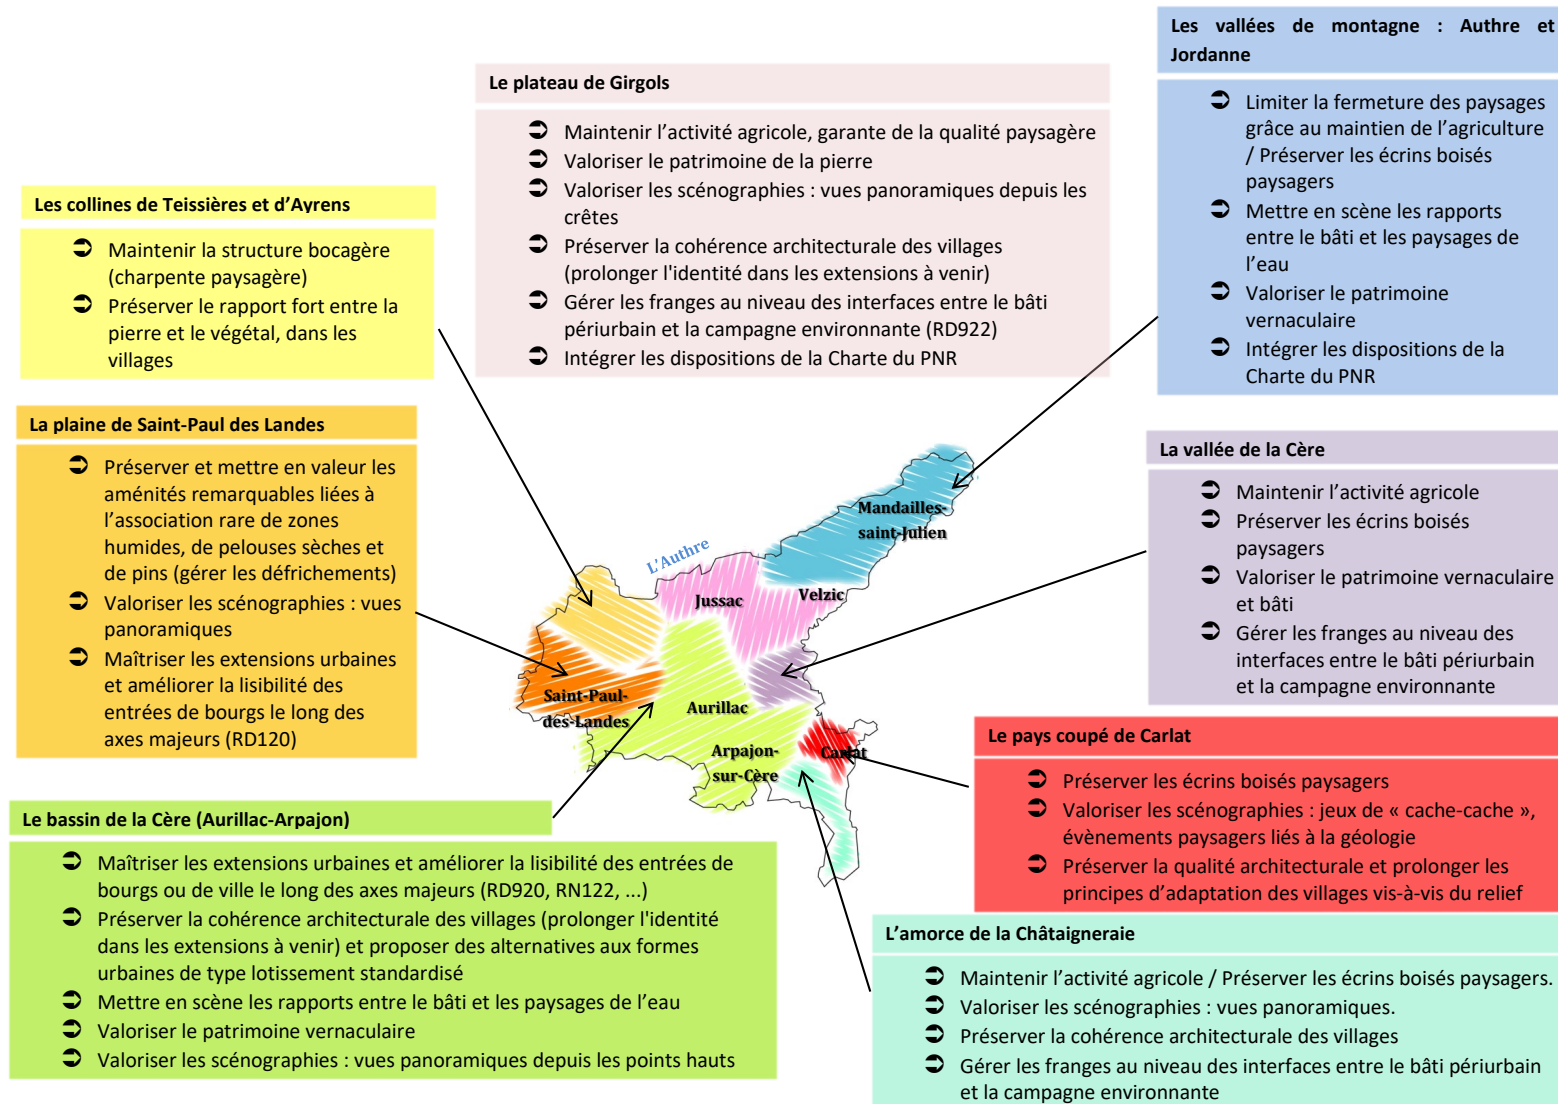 Les vallées de montagne : Authre et
Jordanne
➲ Limiter la fermeture des paysages
grâce au maintien de l’agriculture
/ Préserver les écrins boisés
paysagers
➲ Mettre en scène les rapports
entre le bâti et les paysages de
l’eau
➲ Valoriser le patrimoine
vernaculaire
➲ Intégrer les dispositions de la
Charte du PNR
Le plateau de Girgols
➲ Maintenir l’activité agricole, garante de la qualité paysagère
➲ Valoriser le patrimoine de la pierre
➲ Valoriser les scénographies : vues panoramiques depuis les
crêtes
➲ Préserver la cohérence architecturale des villages
(prolonger l'identité dans les extensions à venir)
➲ Gérer les franges au niveau des interfaces entre le bâti
périurbain et la campagne environnante (RD922)
➲ Intégrer les dispositions de la Charte du PNR
Les collines de Teissières et d’Ayrens
➲ Maintenir la structure bocagère
(charpente paysagère)
➲ Préserver le rapport fort entre la
pierre et le végétal, dans les
villages
La plaine de Saint-Paul des Landes
➲ Préserver et mettre en valeur les
aménités remarquables liées à
l’association rare de zones
humides, de pelouses sèches et
de pins (gérer les défrichements)
➲ Valoriser les scénographies : vues
panoramiques
➲ Maîtriser les extensions urbaines
et améliorer la lisibilité des
entrées de bourgs le long des
axes majeurs (RD120)
Mandailles-
saint-Julien
L'Authre
Jussac
Velzic
Saint-Paul-
des-Landes
Aurillac
Arpajon-
sur-Cère
Carlat
La vallée de la Cère
➲ Maintenir l’activité agricole
➲ Préserver les écrins boisés
paysagers
➲ Valoriser le patrimoine vernaculaire
et bâti
➲ Gérer les franges au niveau des
interfaces entre le bâti périurbain
et la campagne environnante
Le pays coupé de Carlat
➲ Préserver les écrins boisés paysagers
➲ Valoriser les scénographies : jeux de « cache-cache »,
évènements paysagers liés à la géologie
➲ Préserver la qualité architecturale et prolonger les
principes d’adaptation des villages vis-à-vis du relief
Le bassin de la Cère (Aurillac-Arpajon)
➲ Maîtriser les extensions urbaines et améliorer la lisibilité des entrées de
bourgs ou de ville le long des axes majeurs (RD920, RN122, ...)
➲ Préserver la cohérence architecturale des villages (prolonger l'identité
dans les extensions à venir) et proposer des alternatives aux formes
urbaines de type lotissement standardisé
➲ Mettre en scène les rapports entre le bâti et les paysages de l’eau
➲ Valoriser le patrimoine vernaculaire
➲ Valoriser les scénographies : vues panoramiques depuis les points hauts
L’amorce de la Châtaigneraie
➲ Maintenir l’activité agricole / Préserver les écrins boisés paysagers.
➲ Valoriser les scénographies : vues panoramiques.
➲ Préserver la cohérence architecturale des villages
➲ Gérer les franges au niveau des interfaces entre le bâti périurbain
et la campagne environnante